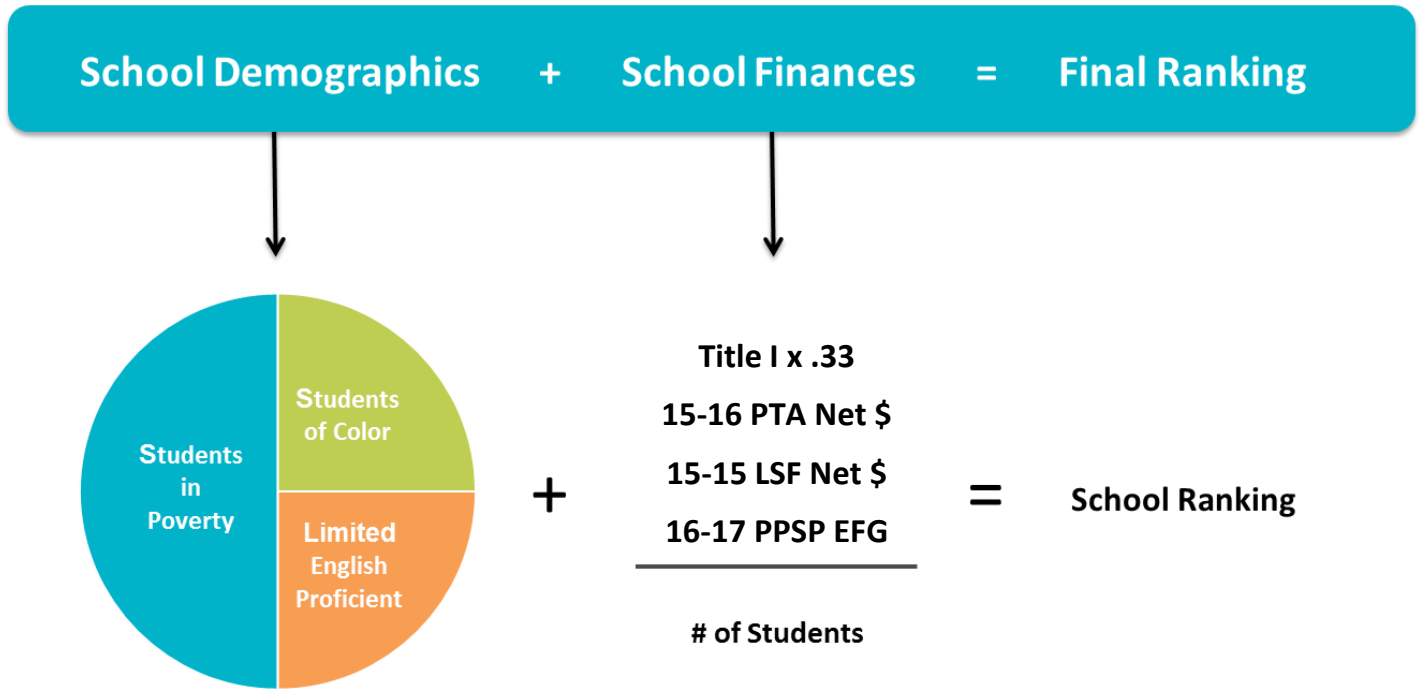 School Demographics + School Finances = Final Ranking
Students
of Color
Students
in
Poverty
Limited
English
Proficient
+
Title I x .33
15-16 PTA Net $
15-15 LSF Net $
16-17 PPSP EFG
# of Students
=
School Ranking